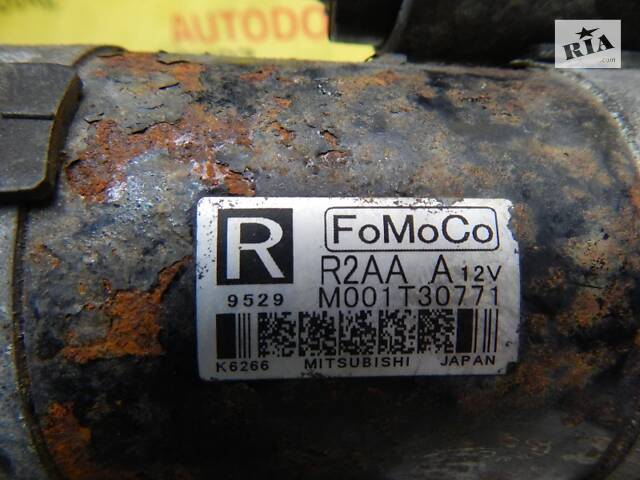 AUTODO
RIA
.com
R
FoMoCo
R2AA A 12V
9529 M001T30771
K6266 MITSUBISHI JAPAN